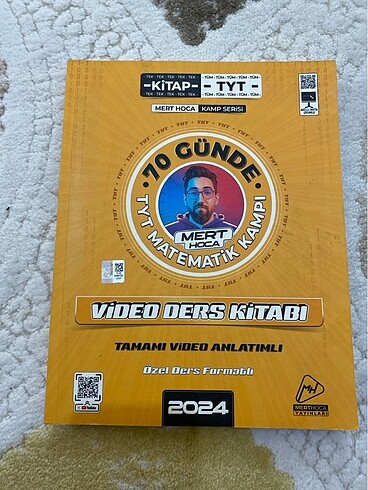 TEK • TEK • TEK • TEK • TEK
-KİTAP-
TEK • TEK • TEK • TEK • TEK
TÜM • TÜM • TÜM • TÜM • TÜM
- TYT -
TÜM • TÜM • TÜM • TÜM • TÜM
MERT HOCA KAMP SERİSİ
• 70 GÜNDE •
TYT MATEMATİK KAMPI
MERT
HOCA
VİDEO DERS KİTABI
TAMAMI VİDEO ANLATIMLI
Özel Ders Formatlı
YouTube
2024
MH
MERTHOCA
YAYINLARI